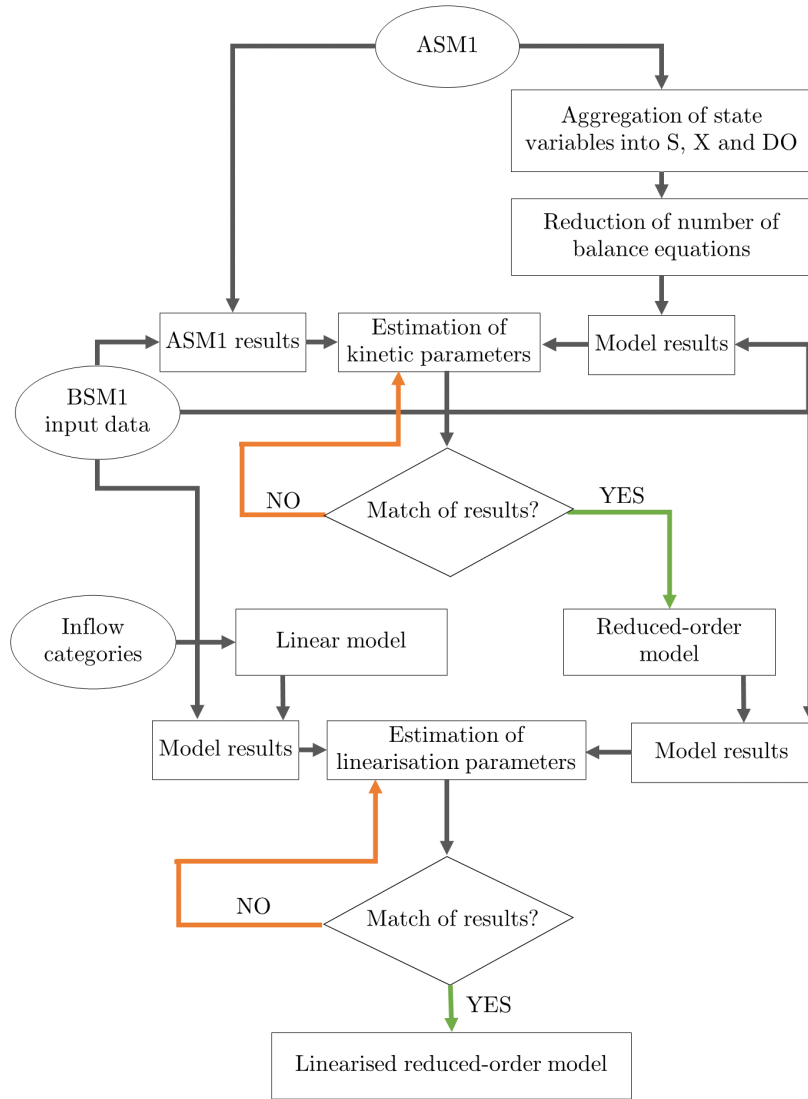 ASM1
Aggregation of state
variables into S, X and DO
Reduction of number of
balance equations
ASM1 results
Estimation of
kinetic parameters
Model results
BSM1
input data
NO
Match of results?
YES
Inflow
categories
Linear model
Reduced-order
model
Model results
Estimation of
linearisation parameters
Model results
NO
Match of results?
YES
Linearised reduced-order model